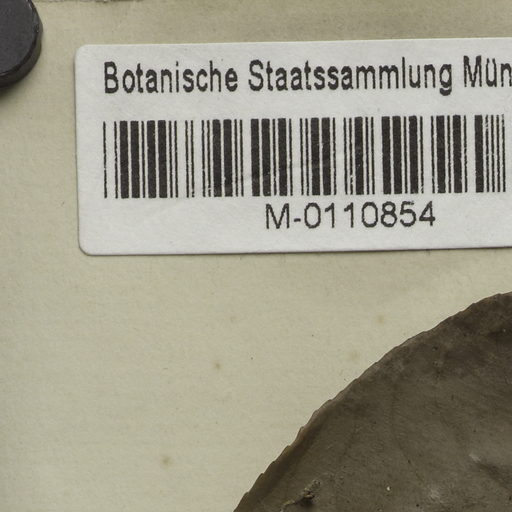 Botanische Staatssammlung Mün
M-0110854